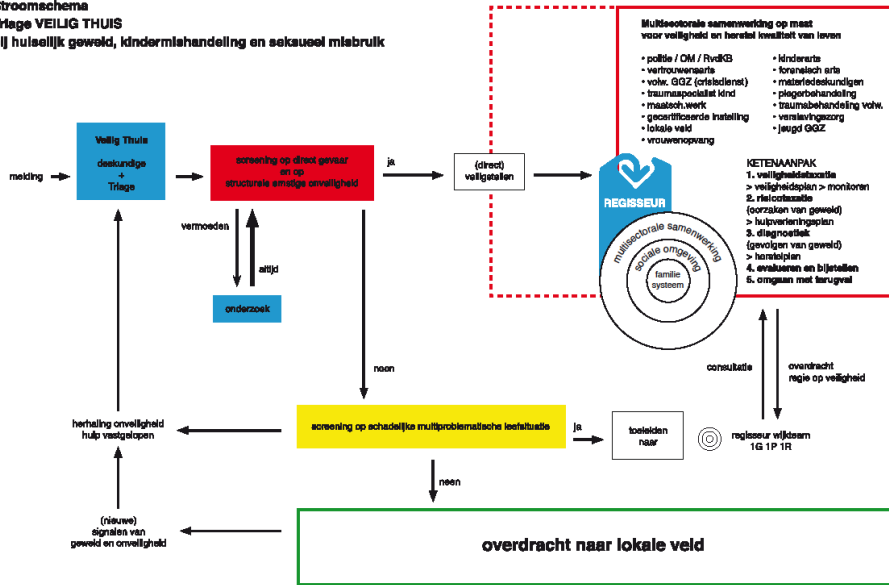 Stroomschema
Triage VEILIG THUIS
bij huiselijk geweld, kindermishandeling en seksueel misbruik
melding
Veilig Thuis
deskundige
+
Triage
screening op direct gevaar
en op
structurele ernstige onveiligheid
ja
(direct)
veiligstellen
Multisectorale samenwerking op maat
voor veiligheid en herstel kwaliteit van leven
• politie / OM / RvdKB
• vertrouwensarts
• volw. GGZ (crisisdienst)
• traumaspecialist kind
• maatsch.werk
• gecertificeerde instelling
• lokale veld
• vrouwenopvang
• kinderarts
• forensisch arts
• materiedeskundigen
• plegerbehandeling
• traumabehandeling volw.
• verslavingszorg
• jeugd GGZ
REGISSEUR
multisectorale samenwerking
sociale omgeving
familie
systeem
KETENAANPAK
1. veiligheidstaxatie
> veiligheidsplan > monitoren
2. risicotaxatie
(oorzaken van geweld)
> hulpverleningsplan
3. diagnostiek
(gevolgen van geweld)
> herstelplan
4. evalueren en bijstellen
5. omgaan met terugval
vermoeden
altijd
onderzoek
neen
consultatie
overdracht
regie op veiligheid
herhaling onveiligheid
hulp vastgelopen
screening op schadelijke multiproblematische leefsituatie
ja
toeleiden
naar
regisseur wijkteam
1G 1P 1R
neen
(nieuwe)
signalen van
geweld en onveiligheid
overdracht naar lokale veld